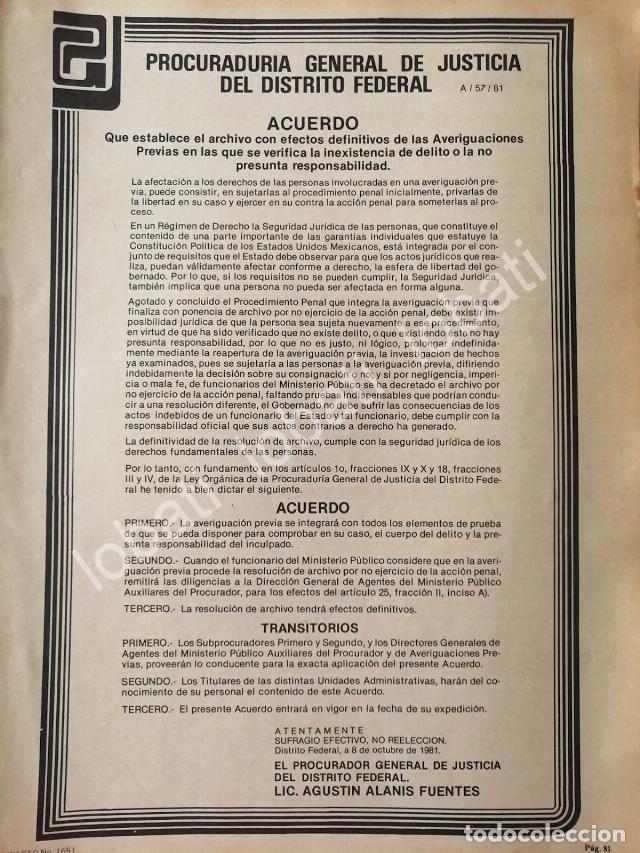 PROCURADURIA GENERAL DE JUSTICIA
DEL DISTRITO FEDERAL
A / 57 / 81
ACUERDO
Que establece el archivo con efectos definitivos de las Averiguaciones
Previas en las que se verifica la inexistencia de delito o la no
presunta responsabilidad.
La afectación a los derechos de las personas involucradas en una averiguación pre-
via, puede consistir, en sujetarlas al procedimiento penal inicialmente, privarlas de
la libertad en su caso y ejercer en su contra la acción penal para someterlas al pro-
ceso.
En un Régimen de Derecho la Seguridad Jurídica de las personas, que constituye el
contenido de una parte importante de las garantías individuales que estatuye la
Constitución Política de los Estados Unidos Mexicanos, está integrada por el con-
junto de requisitos que el Estado debe observar para que los actos jurídicos que rea-
liza, puedan válidamente afectar conforme a derecho, la esfera de libertad del go-
bernado. Por lo que, si los requisitos no se pueden cumplir, la Seguridad Jurídica,
también implica que una persona no pueda ser afectada en forma alguna.
Agotado y concluido el Procedimiento Penal que integra la averiguación previa que
finaliza con ponencia de archivo por no ejercicio de la acción penal, debe existir im-
posibilidad jurídica de que la persona sea sujeta nuevamente a ese procedimiento,
en virtud de que ha sido verificado que no existe delito, o que existiendo éste no hay
presunta responsabilidad, por lo que no es justo, ni lógico, prolongar indefinida-
mente mediante la reapertura de la averiguación previa, la investigación de hechos
ya examinados, pues se sujetaría a las personas a la averiguación previa, difiriendo
indebidamente la decisión sobre su consignación o no y si por negligencia, imperi-
cia o mala fe, de funcionarios del Ministerio Público se ha decretado el archivo por
no ejercicio de la acción penal, faltando pruebas indispensables que podrían condu-
cir a una resolución diferente, el Gobernado no debe sufrir las consecuencias de los
actos indebidos de un funcionario del Estado y tal funcionario, debe cumplir con la
responsabilidad oficial que sus actos contrarios a derecho ha generado.
La definitividad de la resolución de archivo, cumple con la seguridad jurídica de los
derechos fundamentales de las personas.
Por lo tanto, con fundamento en los artículos 1o, fracciones IX y X y 18, fracciones
III y IV, de la Ley Orgánica de la Procuraduría General de Justicia del Distrito Fede-
ral he tenido a bien dictar el siguiente.
ACUERDO
PRIMERO.- La averiguación previa se integrará con todos los elementos de prueba
de que se pueda disponer para comprobar en su caso, el cuerpo del delito y la pre-
sunta responsabilidad del inculpado.
SEGUNDO.- Cuando el funcionario del Ministerio Público considere que en la averi-
guación previa procede la resolución de archivo por no ejercicio de la acción penal,
remitirá las diligencias a la Dirección General de Agentes del Ministerio Público
Auxiliares del Procurador, para los efectos del artículo 25, fracción II, inciso A).
TERCERO.- La resolución de archivo tendrá efectos definitivos.
TRANSITORIOS
PRIMERO.- Los Subprocuradores Primero y Segundo, y los Directores Generales de
Agentes del Ministerio Público Auxiliares del Procurador y de Averiguaciones Pre-
vias, proveerán lo conducente para la exacta aplicación del presente Acuerdo.
SEGUNDO.- Los Titulares de las distintas Unidades Administrativas, harán del co-
nocimiento de su personal el contenido de este Acuerdo.
TERCERO.- El presente Acuerdo entrará en vigor en la fecha de su expedición.
ATENTAMENTE
SUFRAGIO EFECTIVO, NO REELECCION.
Distrito Federal, a 8 de octubre de 1981.
EL PROCURADOR GENERAL DE JUSTICIA
DEL DISTRITO FEDERAL.
LIC. AGUSTIN ALANIS FUENTES
No. 1651
Pág. 81
lobati lobati lobati
todocoleccion.net